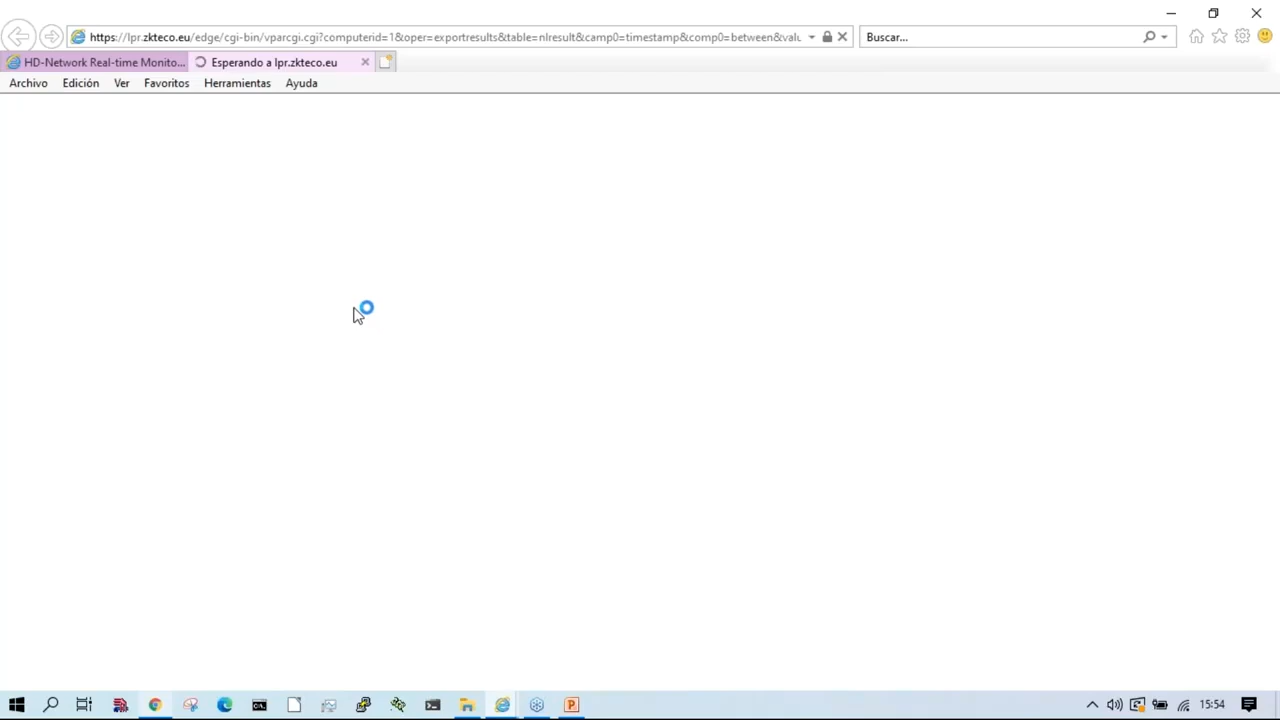 https://lpr.zkteco.eu/edge/cgi-bin/vparcgi.cgi?computerid=1&oper=exportresults&table=nlresult&camp0=timestamp&comp0=between&valu
Buscar...
HD-Network Real-time Monito...
Esperando a lpr.zkteco.eu
Archivo Edición Ver Favoritos Herramientas Ayuda
15:54